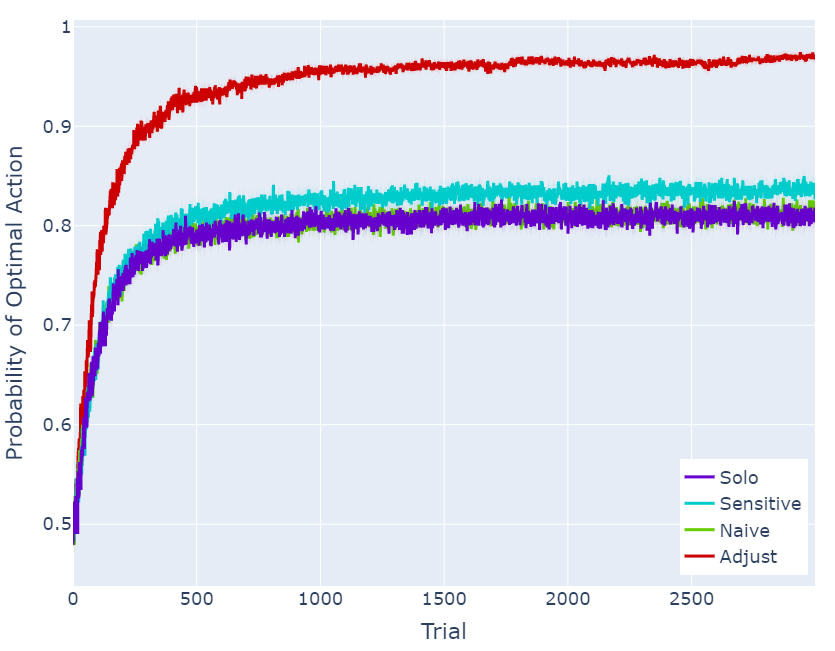 1
0.9
0.8
0.7
0.6
0.5
Probability of Optimal Action
0
500
1000
1500
2000
2500
Trial
Solo
Sensitive
Naive
Adjust